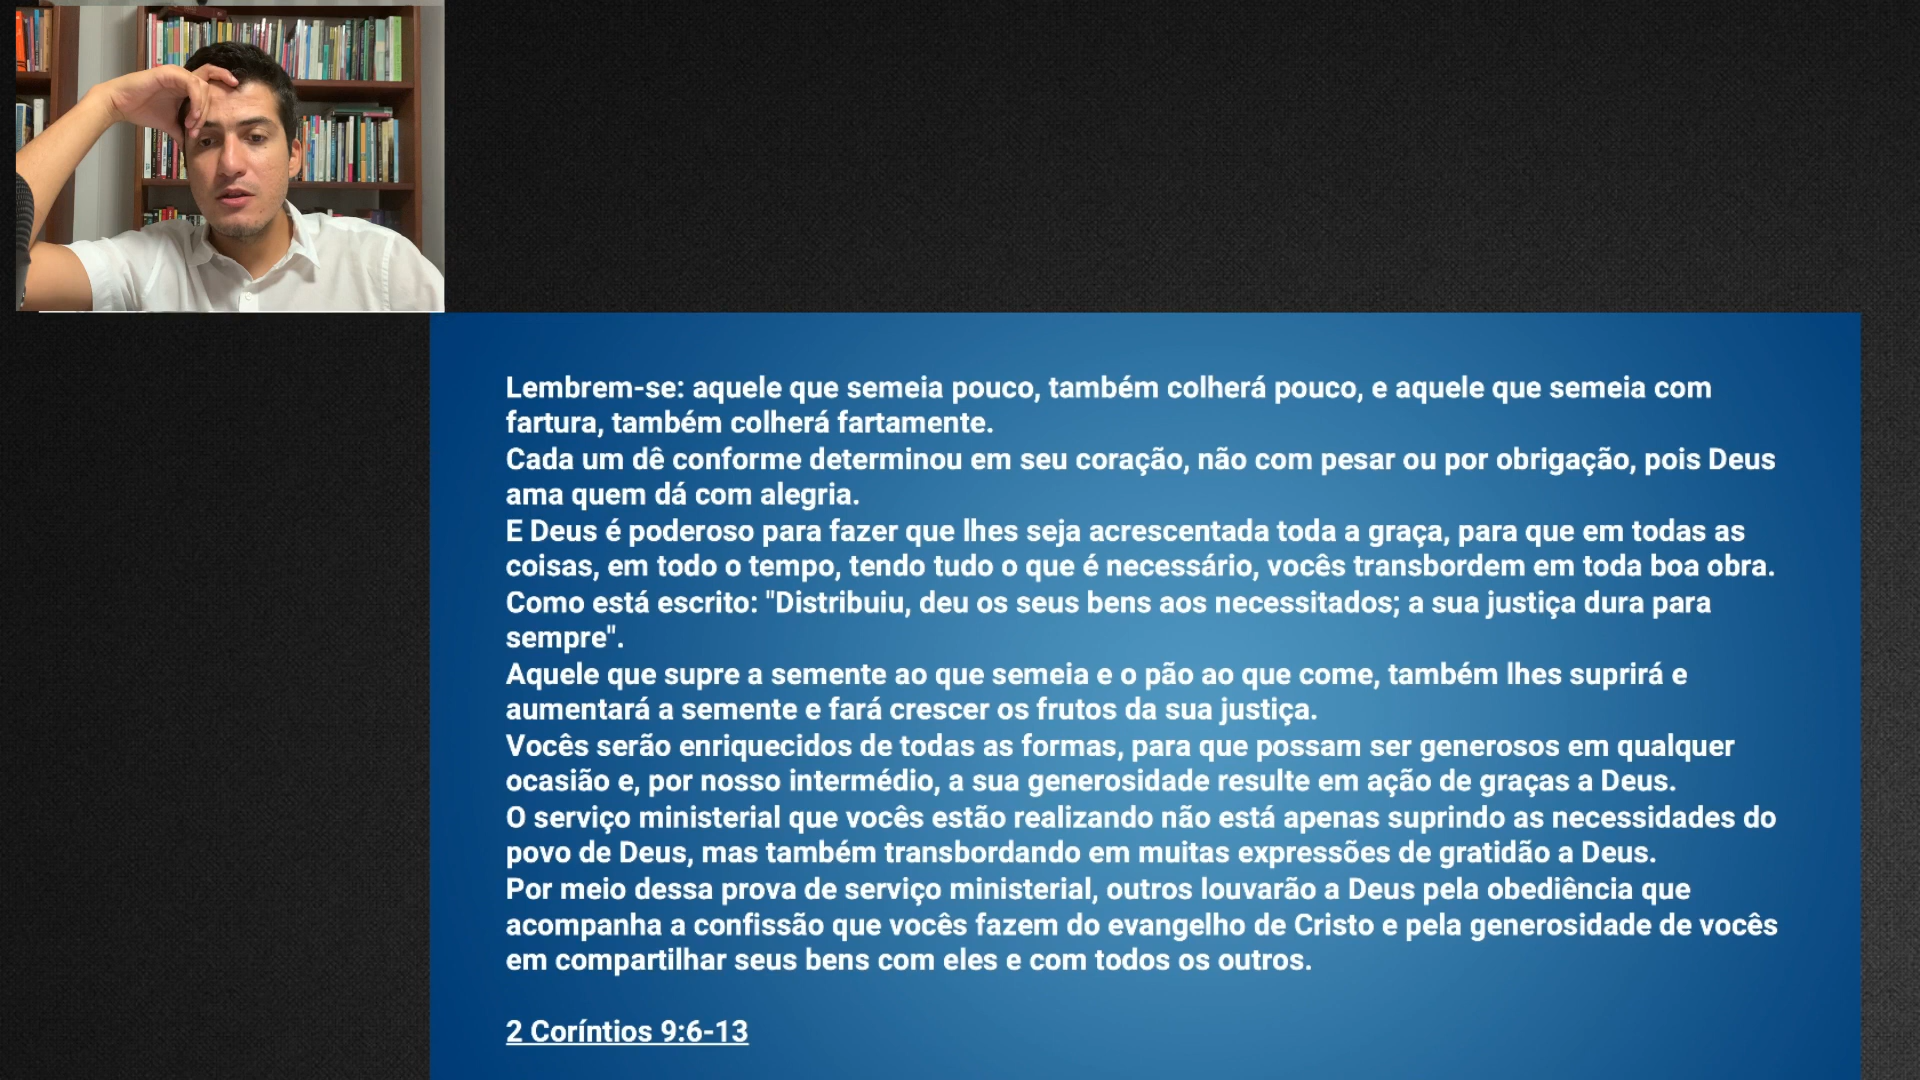 Lembrem-se: aquele que semeia pouco, também colherá pouco, e aquele que semeia com
fartura, também colherá fartamente.
Cada um dê conforme determinou em seu coração, não com pesar ou por obrigação, pois Deus
ama quem dá com alegria.
E Deus é poderoso para fazer que lhes seja acrescentada toda a graça, para que em todas as
coisas, em todo o tempo, tendo tudo o que é necessário, vocês transbordem em toda boa obra.
Como está escrito: "Distribuiu, deu os seus bens aos necessitados; a sua justiça dura para
sempre".
Aquele que supre a semente ao que semeia e o pão ao que come, também lhes suprirá e
aumentará a semente e fará crescer os frutos da sua justiça.
Vocês serão enriquecidos de todas as formas, para que possam ser generosos em qualquer
ocasião e, por nosso intermédio, a sua generosidade resulte em ação de graças a Deus.
O serviço ministerial que vocês estão realizando não está apenas suprindo as necessidades do
povo de Deus, mas também transbordando em muitas expressões de gratidão a Deus.
Por meio dessa prova de serviço ministerial, outros louvarão a Deus pela obediência que
acompanha a confissão que vocês fazem do evangelho de Cristo e pela generosidade de vocês
em compartilhar seus bens com eles e com todos os outros.
2 Coríntios 9:6-13